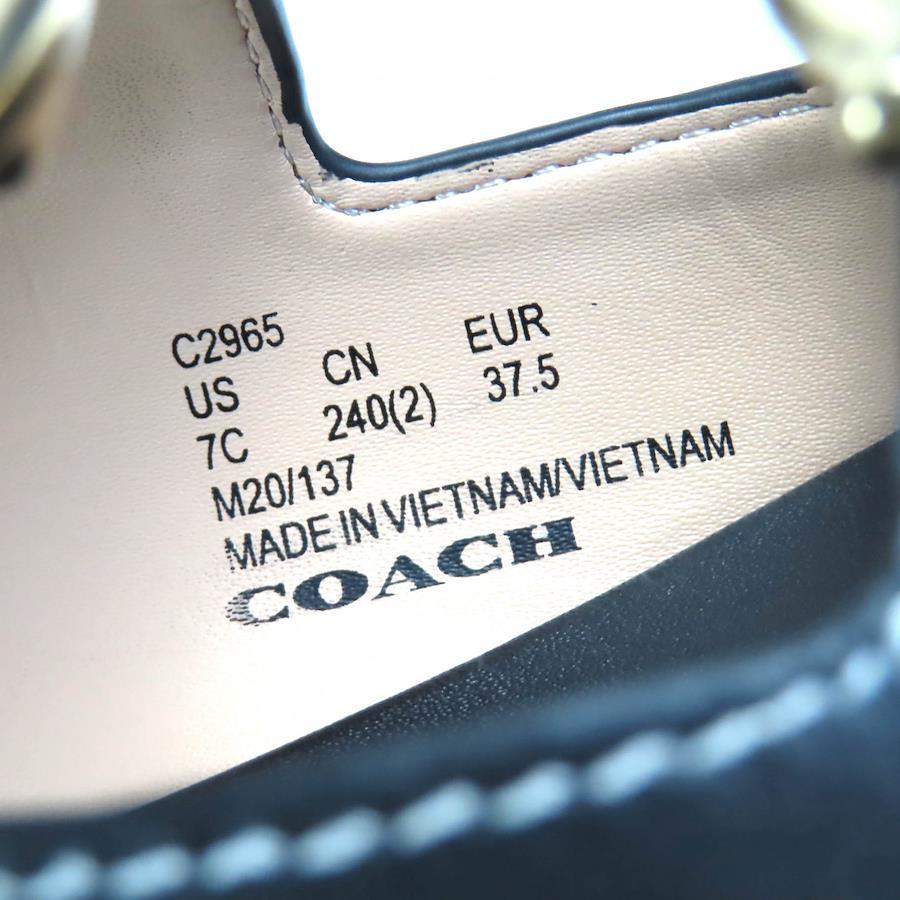 C2965
US CN EUR
7C 240(2) 37.5
M20/137
MADE IN VIETNAM/VIETNAM
COACH